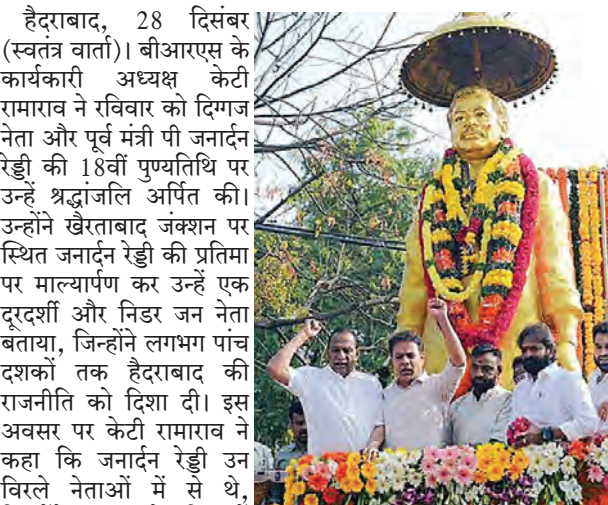 हैदराबाद, 28 दिसंबर
(स्वतंत्र वार्ता)। बीआरएस के
कार्यकारी अध्यक्ष केटी
रामाराव ने रविवार को दिग्गज
नेता और पूर्व मंत्री पी जनार्दन
रेड्डी की 18वीं पुण्यतिथि पर
उन्हें श्रद्धांजलि अर्पित की।
उन्होंने खैरताबाद जंक्शन पर
स्थित जनार्दन रेड्डी की प्रतिमा
पर माल्यार्पण कर उन्हें एक
दूरदर्शी और निडर जन नेता
बताया, जिन्होंने लगभग पांच
दशकों तक हैदराबाद की
राजनीति को दिशा दी। इस
अवसर पर केटी रामाराव ने
कहा कि जनार्दन रेड्डी उन
विरले नेताओं में से थे,